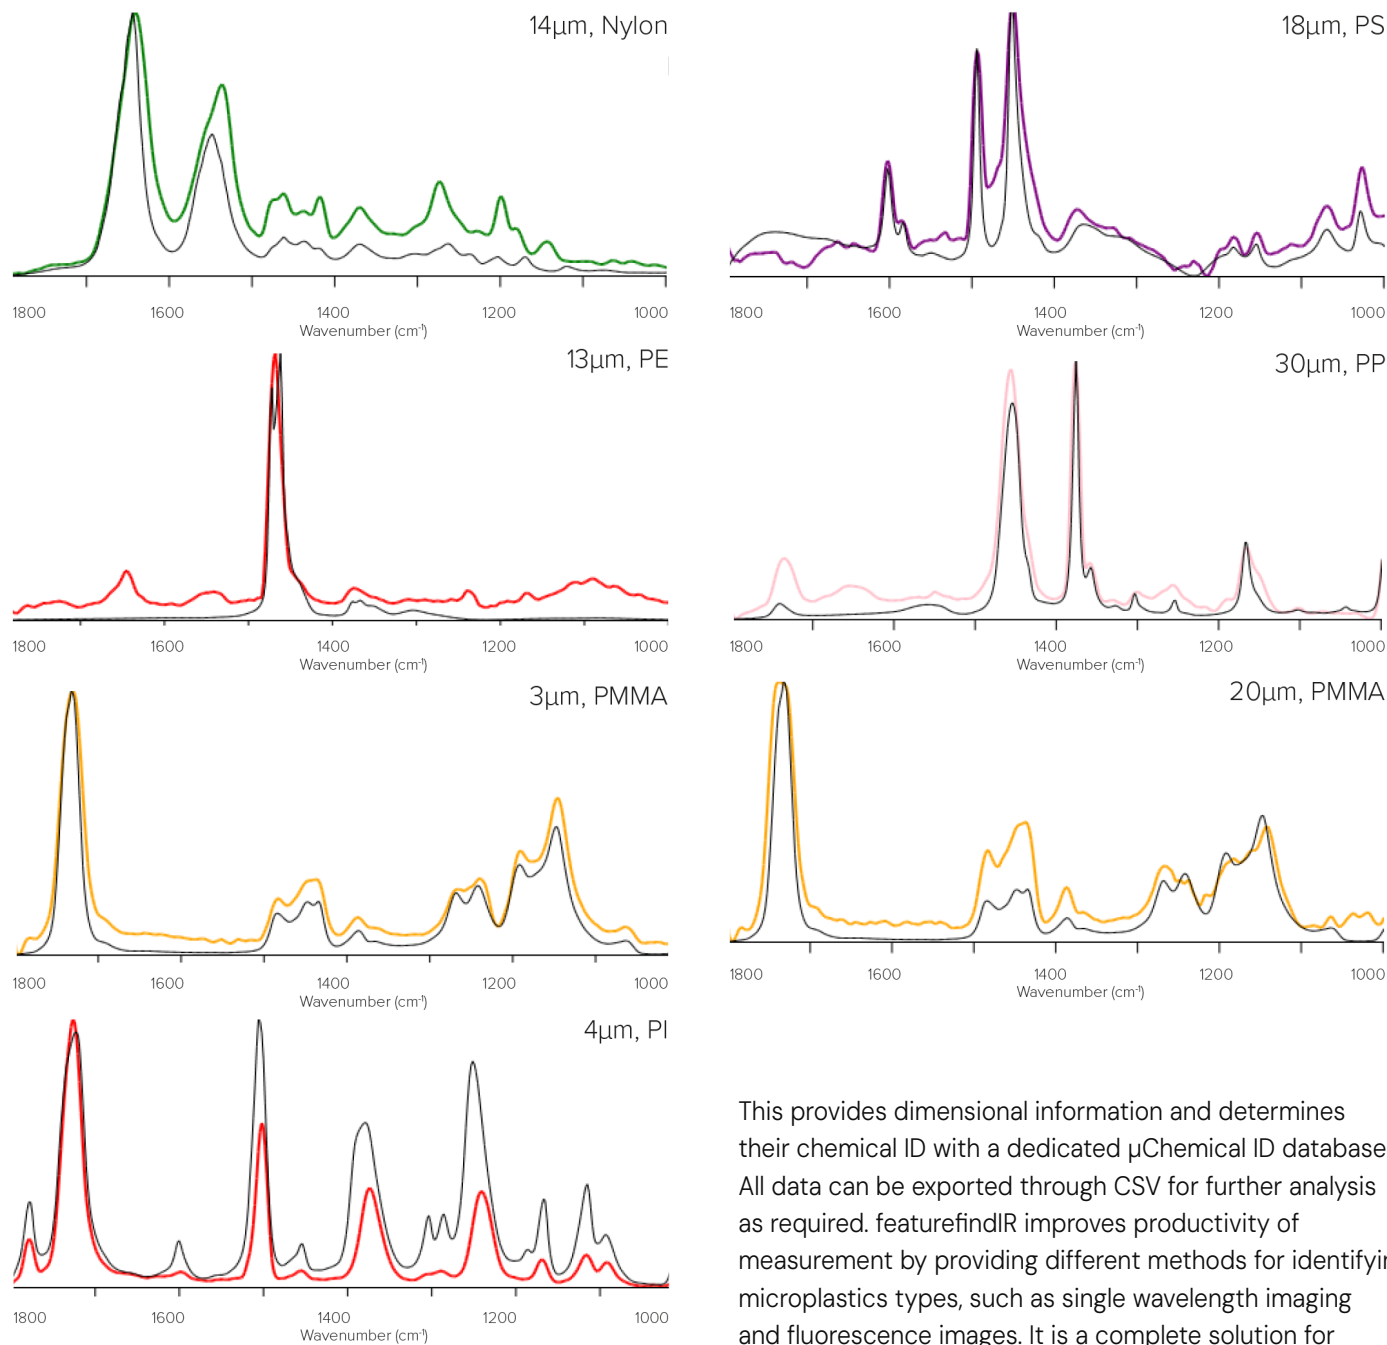 14µm, Nylon
1800 1600 1400 1200 1000
Wavenumber (cm⁻¹)
13µm, PE
1800 1600 1400 1200 1000
Wavenumber (cm⁻¹)
3µm, PMMA
1800 1600 1400 1200 1000
Wavenumber (cm⁻¹)
4µm, PI
1800 1600 1400 1200 1000
Wavenumber (cm⁻¹)
18µm, PS
1800 1600 1400 1200 1000
Wavenumber (cm⁻¹)
30µm, PP
1800 1600 1400 1200 1000
Wavenumber (cm⁻¹)
20µm, PMMA
1800 1600 1400 1200 1000
Wavenumber (cm⁻¹)
This provides dimensional information and determines
their chemical ID with a dedicated µChemical ID database
All data can be exported through CSV for further analysis
as required. featurefindIR improves productivity of
measurement by providing different methods for identifyin
microplastics types, such as single wavelength imaging
and fluorescence images. It is a complete solution for